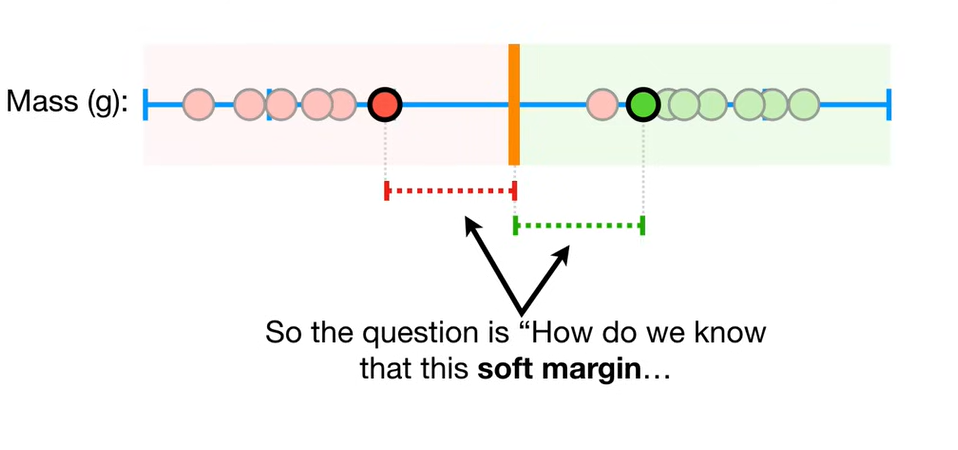 Mass (g):
So the question is “How do we know
that this soft margin…